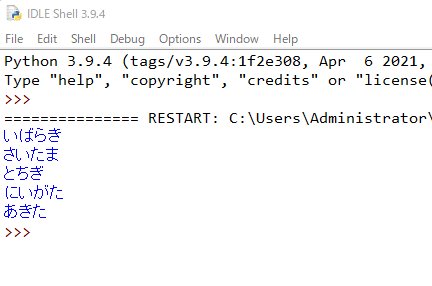 IDLE Shell 3.9.4
File Edit Shell Debug Options Window Help
Python 3.9.4 (tags/v3.9.4:1f2e308, Apr  6 2021,
Type "help", "copyright", "credits" or "license(
>>>
=============== RESTART: C:\Users\Administrator\
いばらき
さいたま
とちぎ
にいがた
あきた
>>>